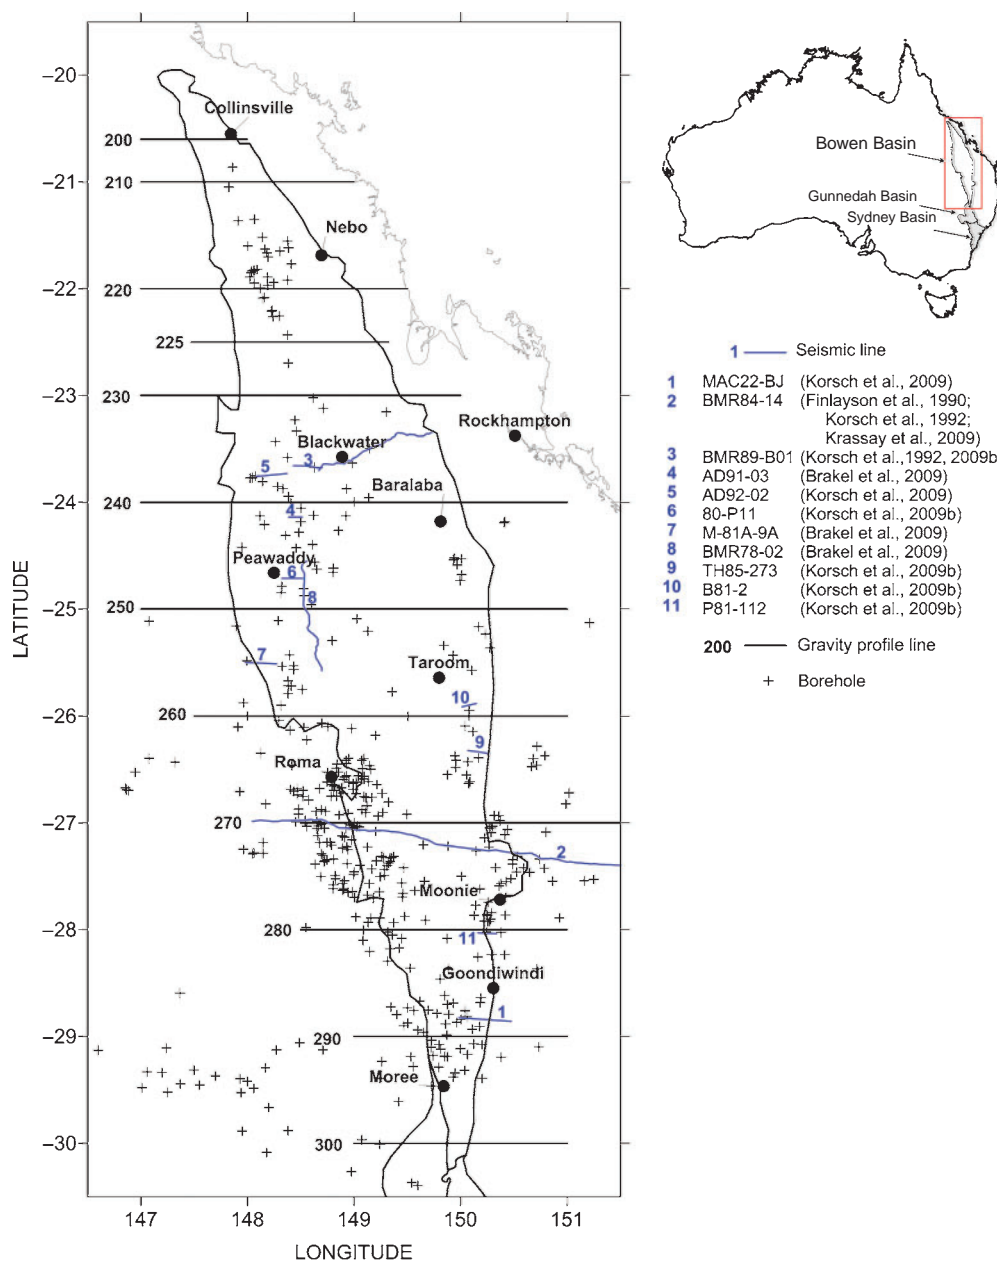 –20
Collinsville
200
–21
210
Nebo
–22
220
225
–23
230
Rockhampton
Blackwater
3
5
Baralaba
–24
240
4
Peawaddy
6
8
–25
250
7
Taroom
10
–26
260
9
Roma
–27
270
2
Moonie
–28
280
11
Goondiwindi
1
–29
290
Moree
–30
300
147
148
149
150
151
LATITUDE
LONGITUDE
Bowen Basin
Gunnedah Basin
Sydney Basin
1 Seismic line
1 MAC22-BJ (Korsch et al., 2009)
2 BMR84-14 (Finlayson et al., 1990;
Korsch et al., 1992;
Krassay et al., 2009)
3 BMR89-B01 (Korsch et al.,1992, 2009b
4 AD91-03 (Brakel et al., 2009)
5 AD92-02 (Korsch et al., 2009)
6 80-P11 (Korsch et al., 2009b)
7 M-81A-9A (Brakel et al., 2009)
8 BMR78-02 (Brakel et al., 2009)
9 TH85-273 (Korsch et al., 2009b)
10 B81-2 (Korsch et al., 2009b)
11 P81-112 (Korsch et al., 2009b)
200 Gravity profile line
+ Borehole